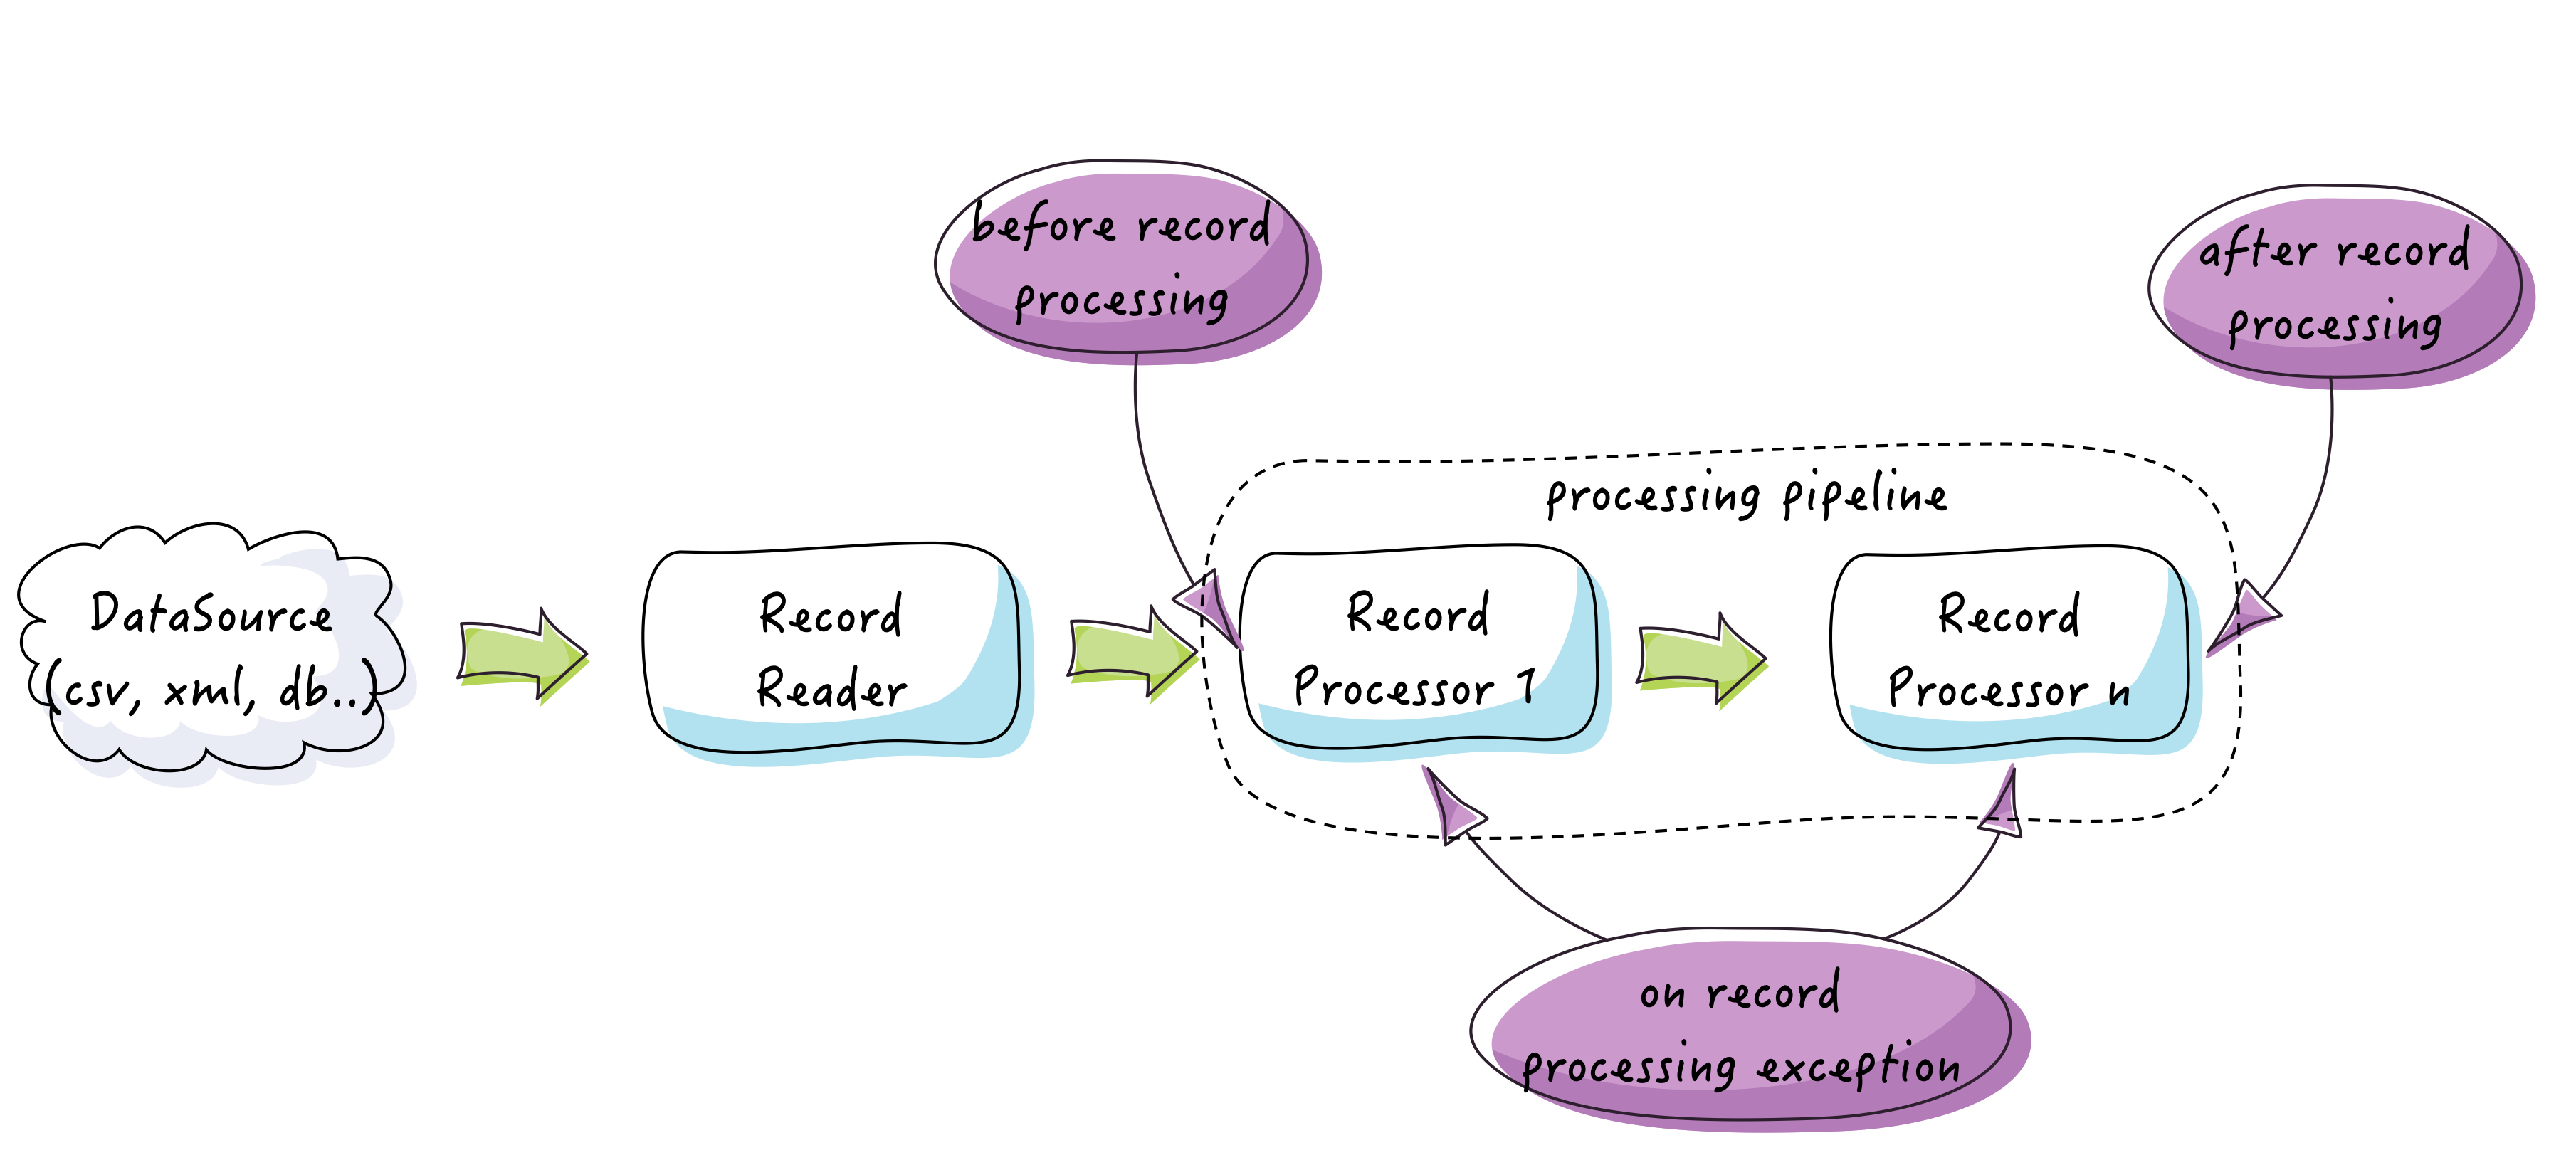 before record
processing
after record
processing
processing pipeline
DataSource
(csv, xml, db..)
Record
Reader
Record
Processor 1
Record
Processor n
on record
processing exception